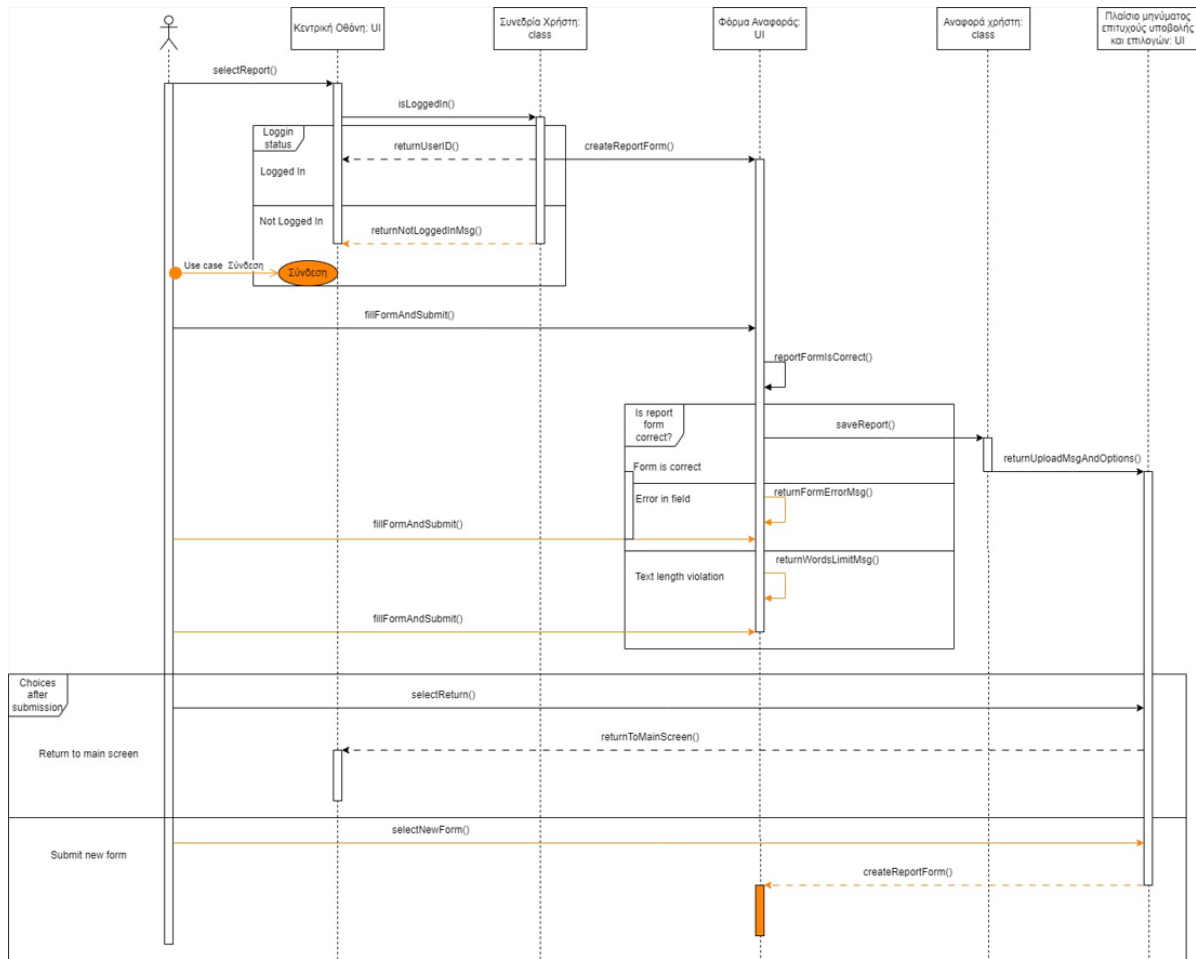 Κεντρική Οθόνη: UI
Συνεδρία Χρήστη:
class
Φόρμα Αναφοράς:
UI
Αναφορά χρήστη:
class
Πλαίσιο μηνύματος
επιτυχούς υποβολής
και επιλογών: UI
selectReport()
isLoggedIn()
Loggin
status
returnUserID()
createReportForm()
Logged In
Not Logged In
returnNotLoggedInMsg()
Use case Σύνδεση
Σύνδεση
fillFormAndSubmit()
reportFormIsCorrect()
Is report
form
correct?
saveReport()
returnUploadMsgAndOptions()
Form is correct
Error in field
returnFormErrorMsg()
fillFormAndSubmit()
returnWordsLimitMsg()
Text length violation
fillFormAndSubmit()
Choices
after
submission
selectReturn()
returnToMainScreen()
Return to main screen
selectNewForm()
Submit new form
createReportForm()